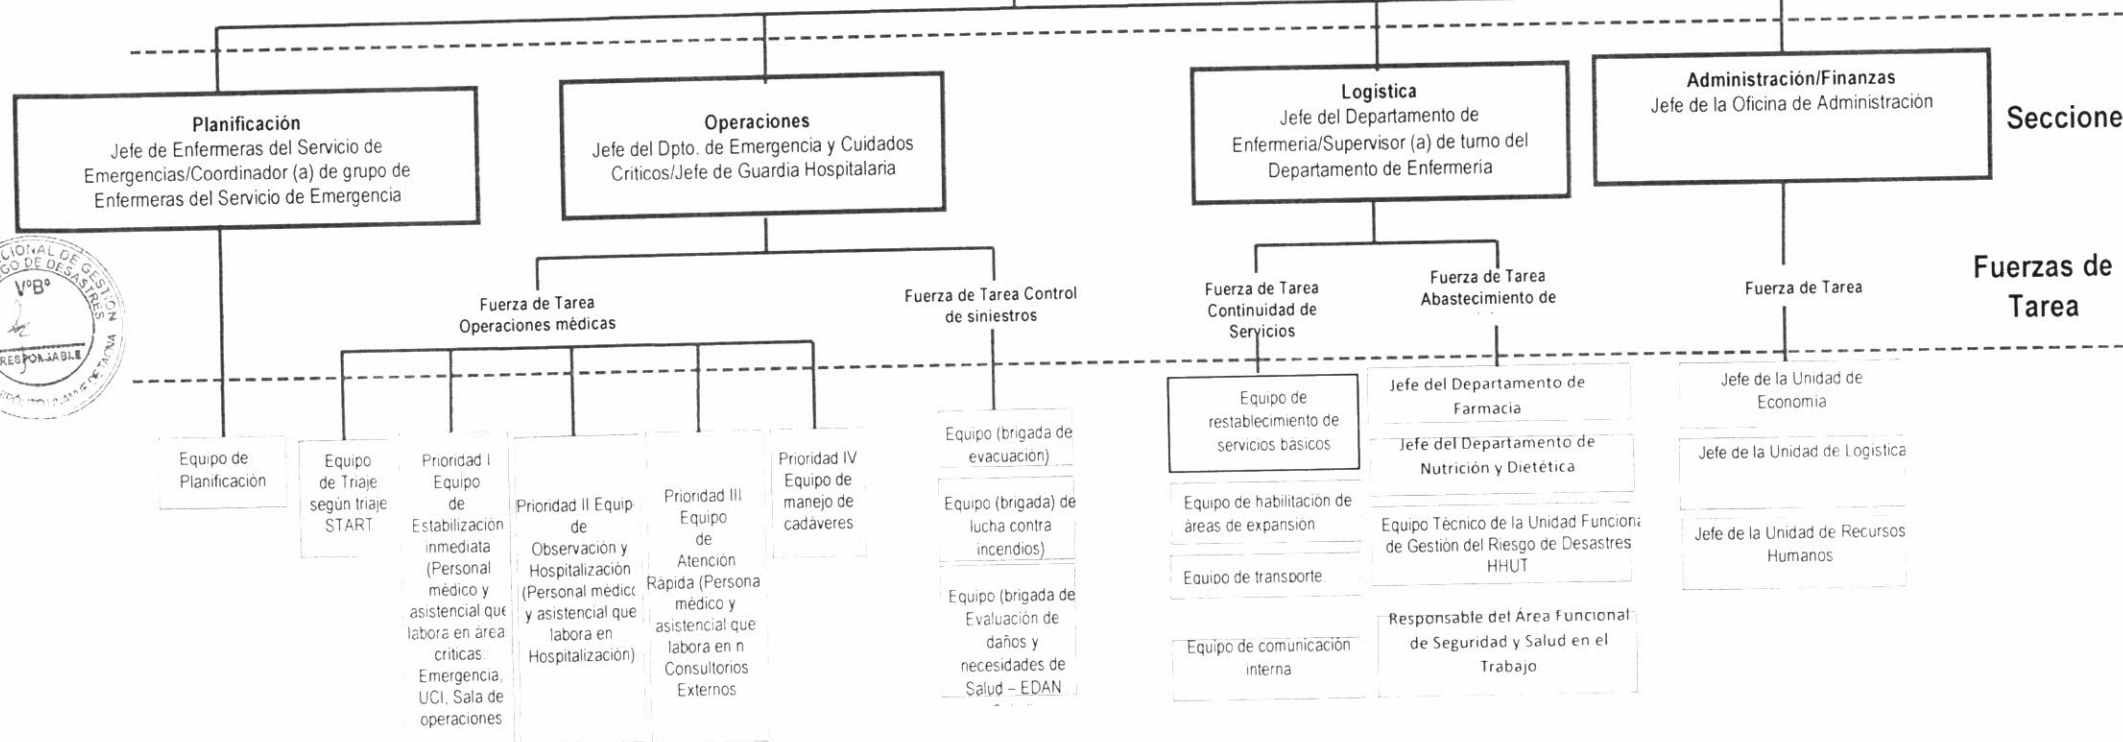 Planificación
Jefe de Enfermeras del Servicio de
Emergencias/Coordinador (a) de grupo de
Enfermeras del Servicio de Emergencia
Operaciones
Jefe del Dpto. de Emergencia y Cuidados
Críticos/Jefe de Guardia Hospitalaria
Logistica
Jefe del Departamento de
Enfermeria/Supervisor (a) de turno del
Departamento de Enfermeria
Administración/Finanzas
Jefe de la Oficina de Administración
Seccione
Fuerza de Tarea
Operaciones médicas
Fuerza de Tarea Control
de siniestros
Fuerza de Tarea
Continuidad de
Servicios
Fuerza de Tarea
Abastecimiento de
Fuerza de Tarea
Fuerzas de
Tarea
V°B°
RESPONSABLE
Equipo de
Planificación
Equipo
de Triaje
según triaje
START
Prioridad I
Equipo
de
Estabilización
inmediata
(Personal
médico y
asistencial que
labora en área
criticas:
Emergencia,
UCI, Sala de
operaciones
Prioridad II Equip
de
Observación y
Hospitalización
(Personal médicc
y asistencial que
labora en
Hospitalización)
Prioridad III
Equipo
de
Atención
Rápida (Persona
médico y
asistencial que
labora en n
Consultorios
Externos
Prioridad IV
Equipo de
manejo de
cadáveres
Equipo (brigada de
evacuación)
Equipo (brigada) de
lucha contra
incendios)
Equipo (brigada de
Evaluación de
daños y
necesidades de
Salud – EDAN
Equipo de
restablecimiento de
servicios básicos
Equipo de habilitación de
áreas de expansión
Equipo de transporte
Equipo de comunicación
interna
Jefe del Departamento de
Farmacia
Jefe del Departamento de
Nutrición y Dietética
Equipo Técnico de la Unidad Funciona
de Gestión del Riesgo de Desastres
HHUT
Responsable del Área Funcional
de Seguridad y Salud en el
Trabajo
Jefe de la Unidad de
Economia
Jefe de la Unidad de Logistica
Jefe de la Unidad de Recursos
Humanos